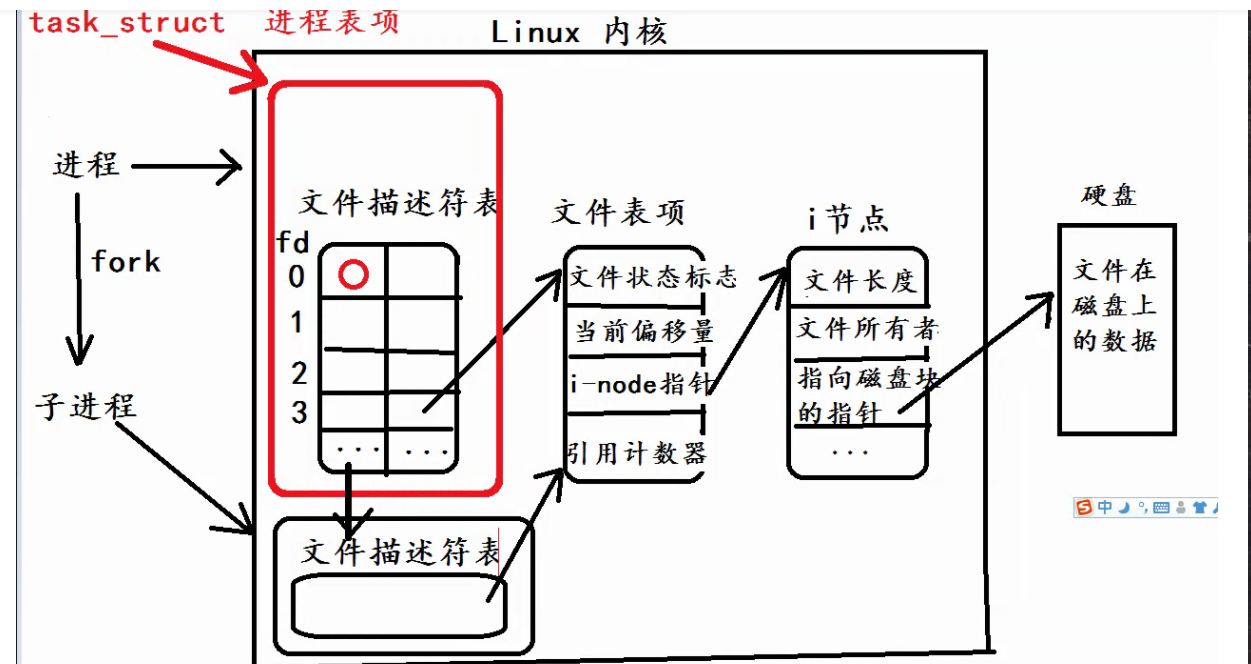 task_struct 进程表项
Linux 内核
进程
fork
子进程
文件描述符表
fd
0
1
2
3
... ...
文件表项
文件状态标志
当前偏移量
i-node指针
引用计数器
i节点
文件长度
文件所有者
指向磁盘块
的指针
...
硬盘
文件在
磁盘上
的数据
文件描述符表
S中